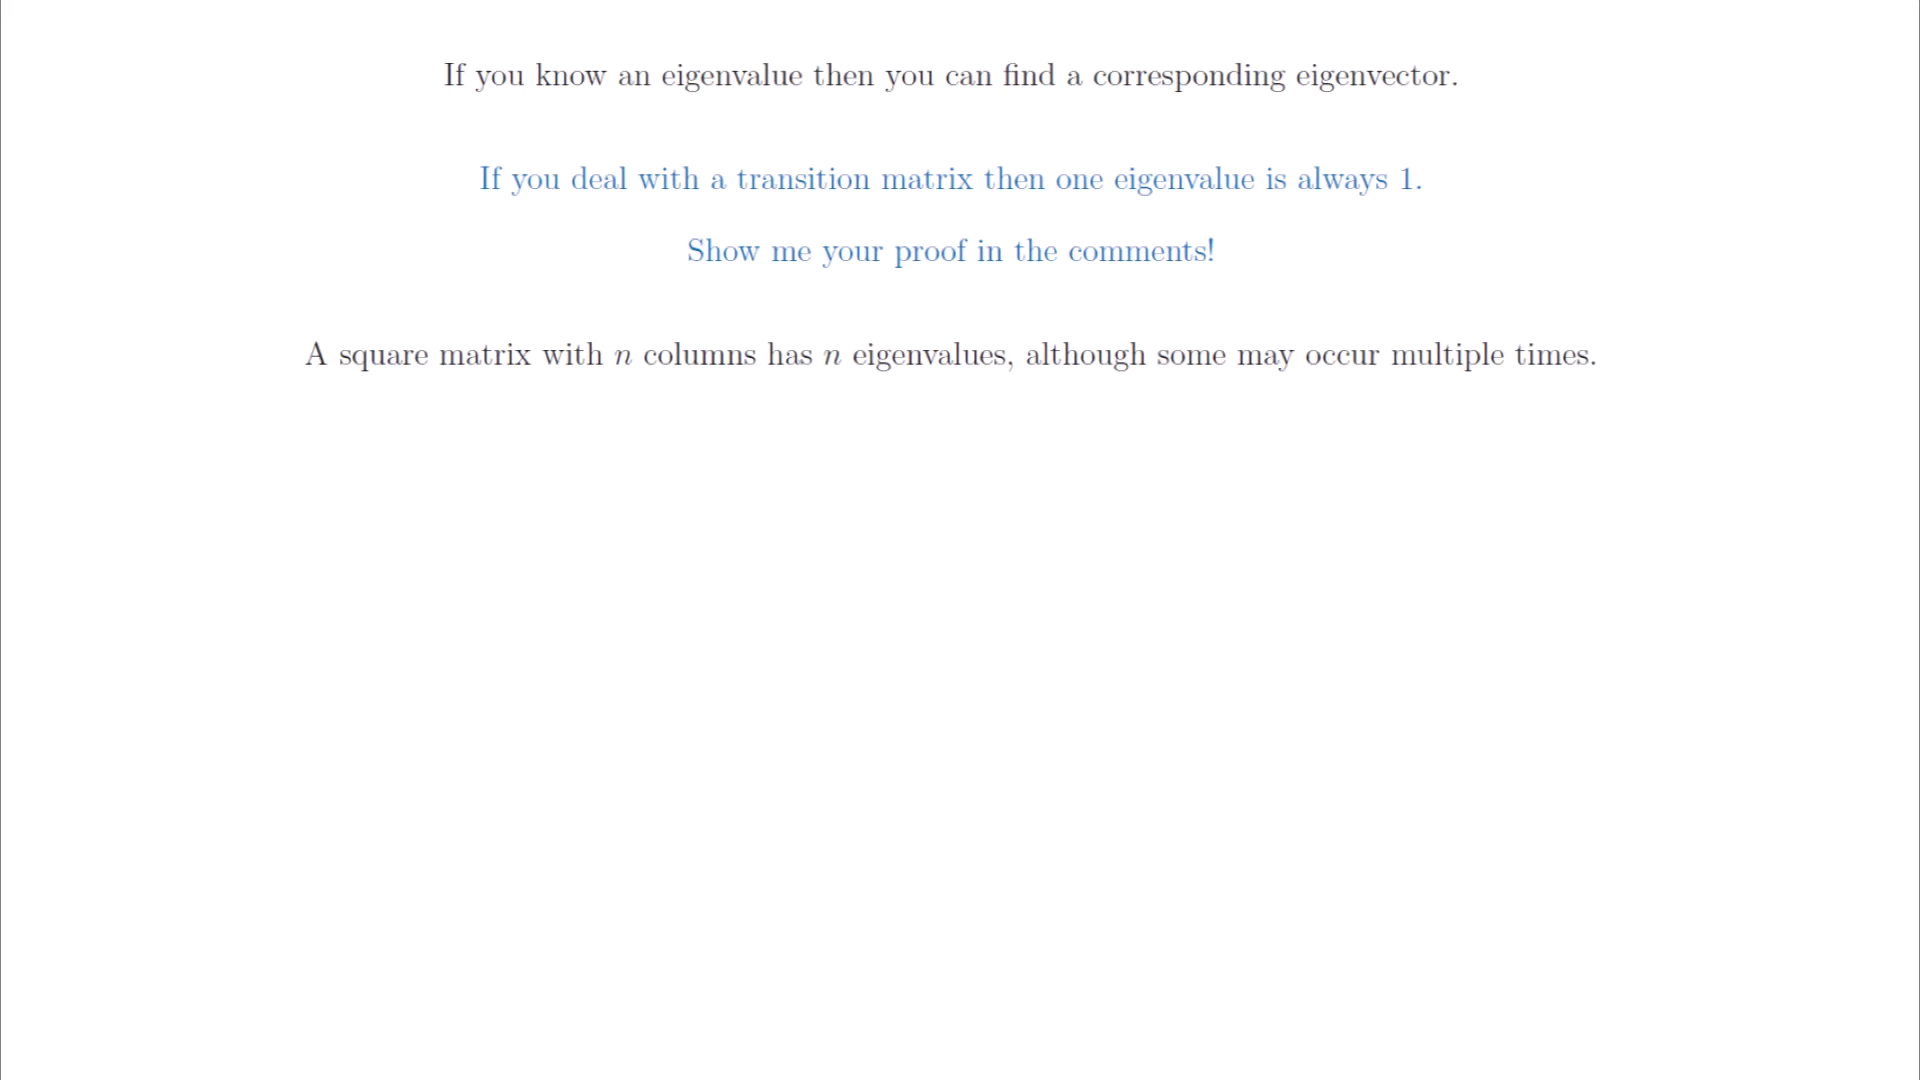 If you know an eigenvalue then you can find a corresponding eigenvector.
If you deal with a transition matrix then one eigenvalue is always 1.
Show me your proof in the comments!
A square matrix with n columns has n eigenvalues, although some may occur multiple times.